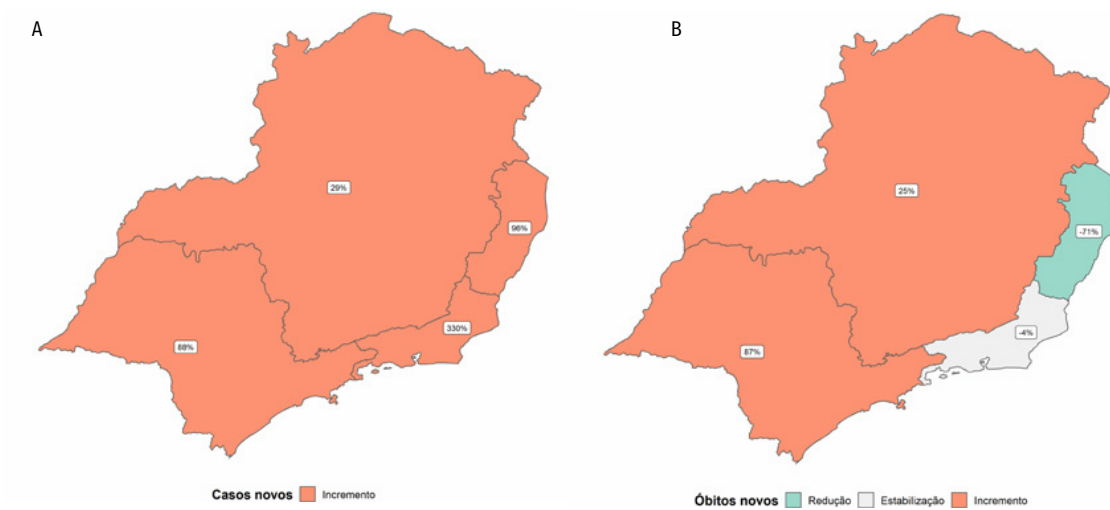 A
29%
96%
330%
88%
Casos novos Incremento
B
25%
-71%
-4%
87%
Óbitos novos Redução Estabilização Incremento